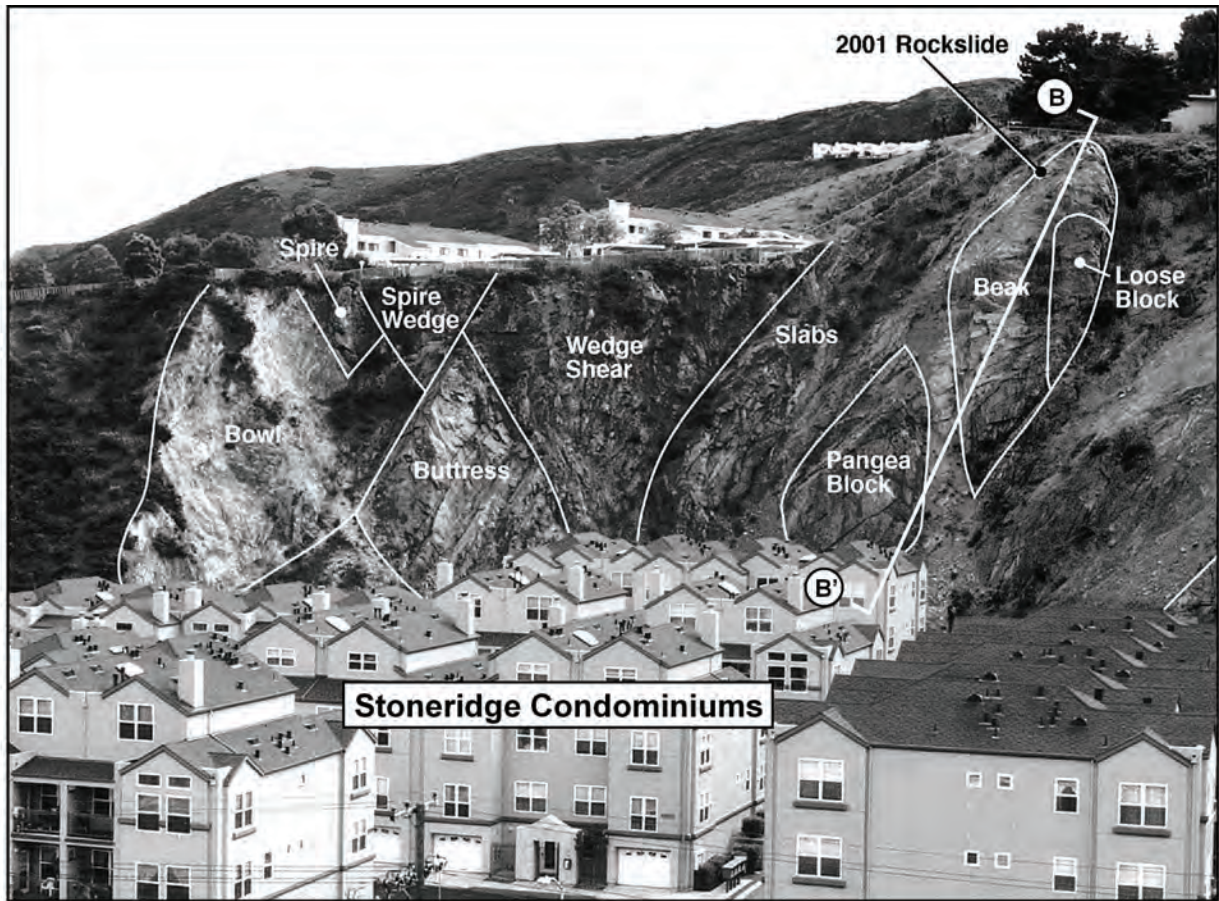 2001 Rockslide
B
Spire
Spire
Wedge
Beak
Loose
Block
Wedge
Shear
Slabs
Bowl
Buttress
Pangea
Block
B'
Stoneridge Condominiums